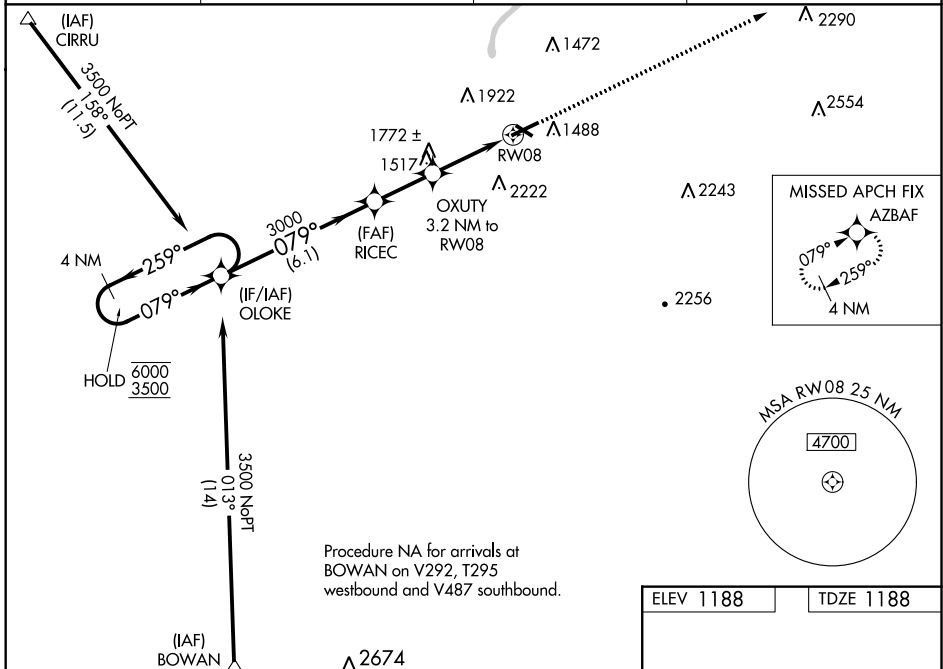 (IAF)
CIRRU
3500 NoPT
158°
(11.5)
2290
1472
1922
2554
1772 ±
1488
1517
RW08
2222
2243
OXUTY
3.2 NM to
RW08
(FAF)
RICEC
3000
079°
(6.1)
MISSED APCH FIX
AZBAF
079°
259°
4 NM
4 NM
259°
079°
(IF/IAF)
OLOKE
2256
HOLD 6000
3500
MSA RW08 25 NM
4700
3500 NoPT
013°
(14)
Procedure NA for arrivals at
BOWAN on V292, T295
westbound and V487 southbound.
ELEV 1188
TDZE 1188
(IAF)
BOWAN
2674